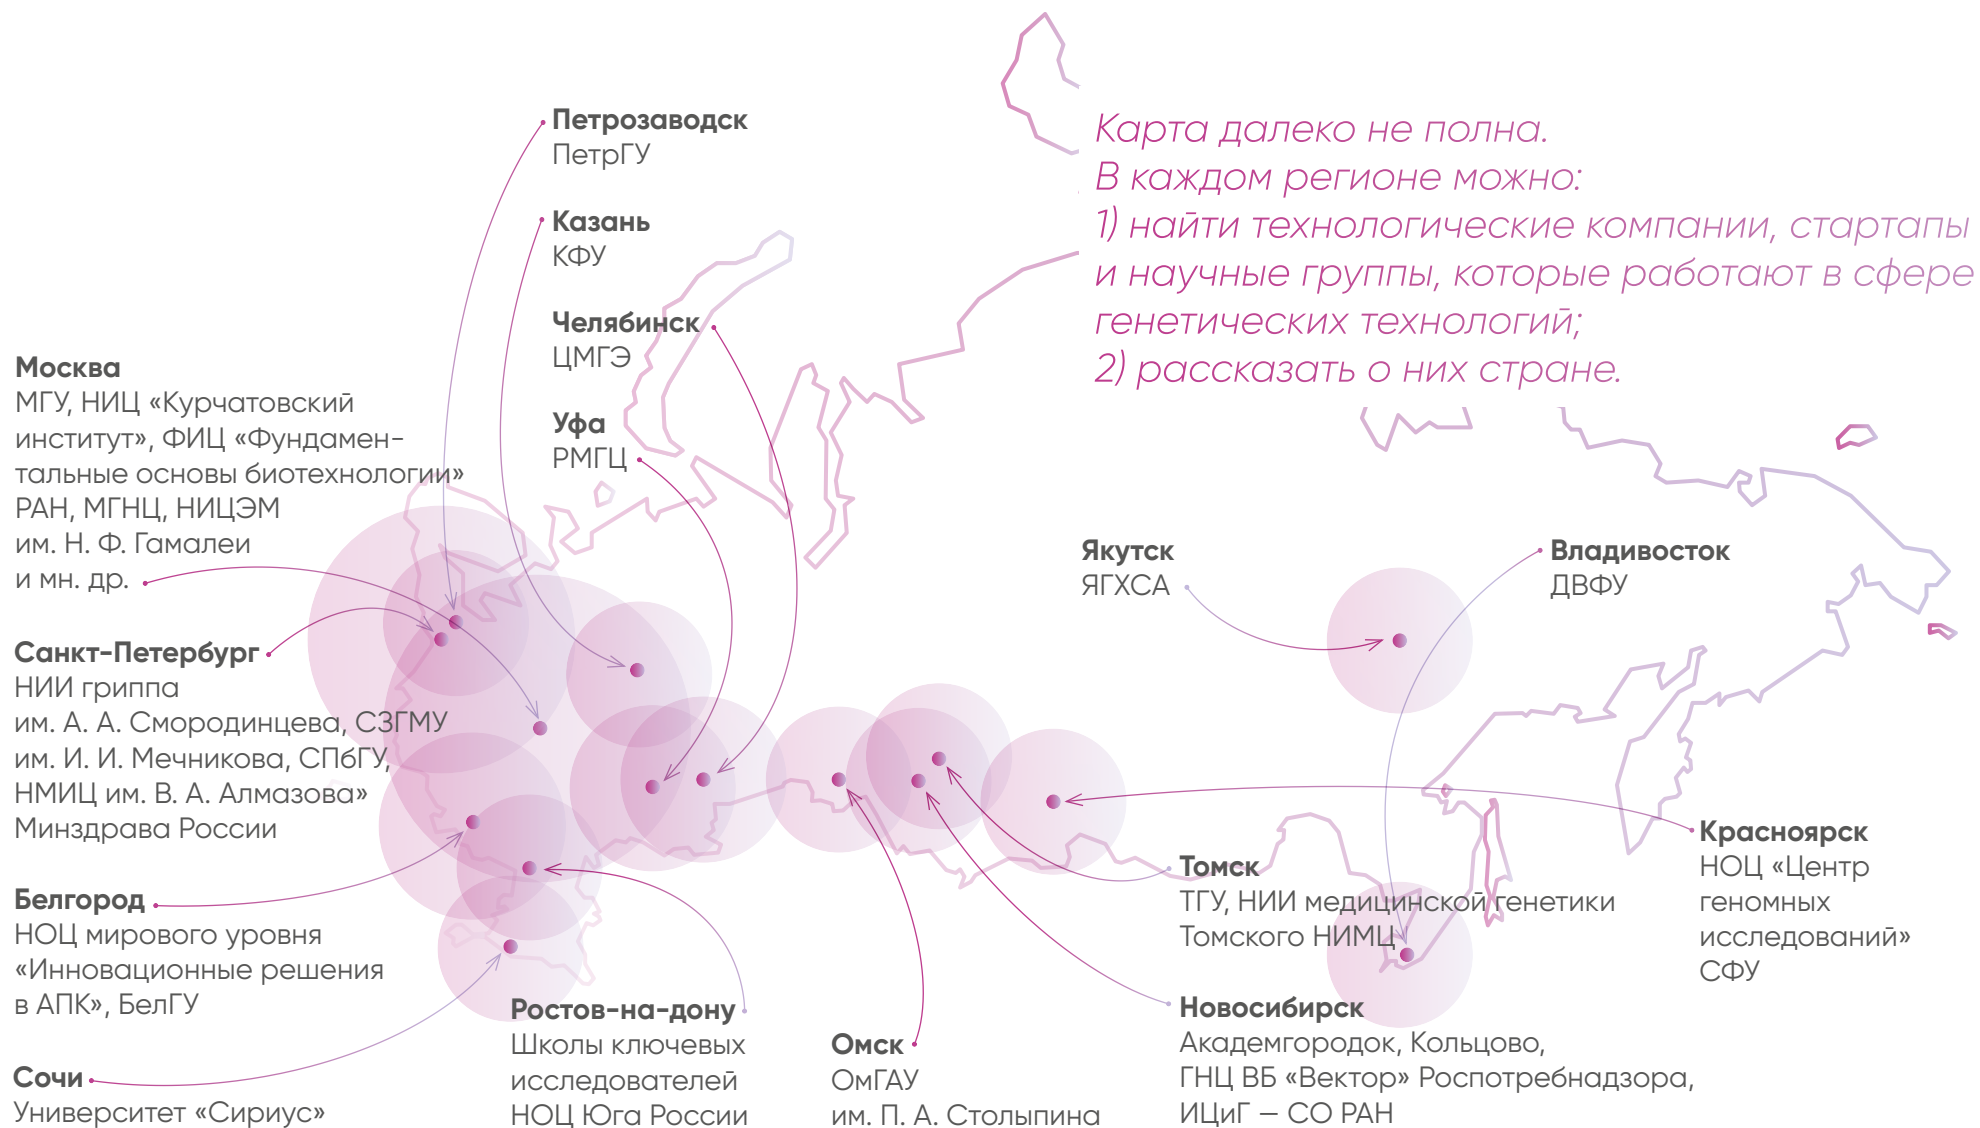 Петрозаводск
ПетрГУ
Казань
КФУ
Челябинск
ЦМГЭ
Уфа
РМГЦ
Карта далеко не полна.
В каждом регионе можно:
1) найти технологические компании, стартапы
и научные группы, которые работают в сфере
генетических технологий;
2) рассказать о них стране.
Москва
МГУ, НИЦ «Курчатовский
институт», ФИЦ «Фундамен-
тальные основы биотехнологии»
РАН, МГНЦ, НИЦЭМ
им. Н. Ф. Гамалеи
и мн. др.
Санкт-Петербург
НИИ гриппа
им. А. А. Смородинцева, СЗГМУ
им. И. И. Мечникова, СПбГУ,
НМИЦ им. В. А. Алмазова»
Минздрава России
Белгород
НОЦ мирового уровня
«Инновационные решения
в АПК», БелГУ
Сочи
Университет «Сириус»
Ростов-на-дону
Школы ключевых
исследователей
НОЦ Юга России
Омск
ОмГАУ
им. П. А. Столыпина
Якутск
ЯГХСА
Владивосток
ДВФУ
Томск
ТГУ, НИИ медицинской генетики
Томского НИМЦ
Новосибирск
Академгородок, Кольцово,
ГНЦ ВБ «Вектор» Роспотребнадзора,
ИЦиГ — СО РАН
Красноярск
НОЦ «Центр
геномных
исследований»
СФУ